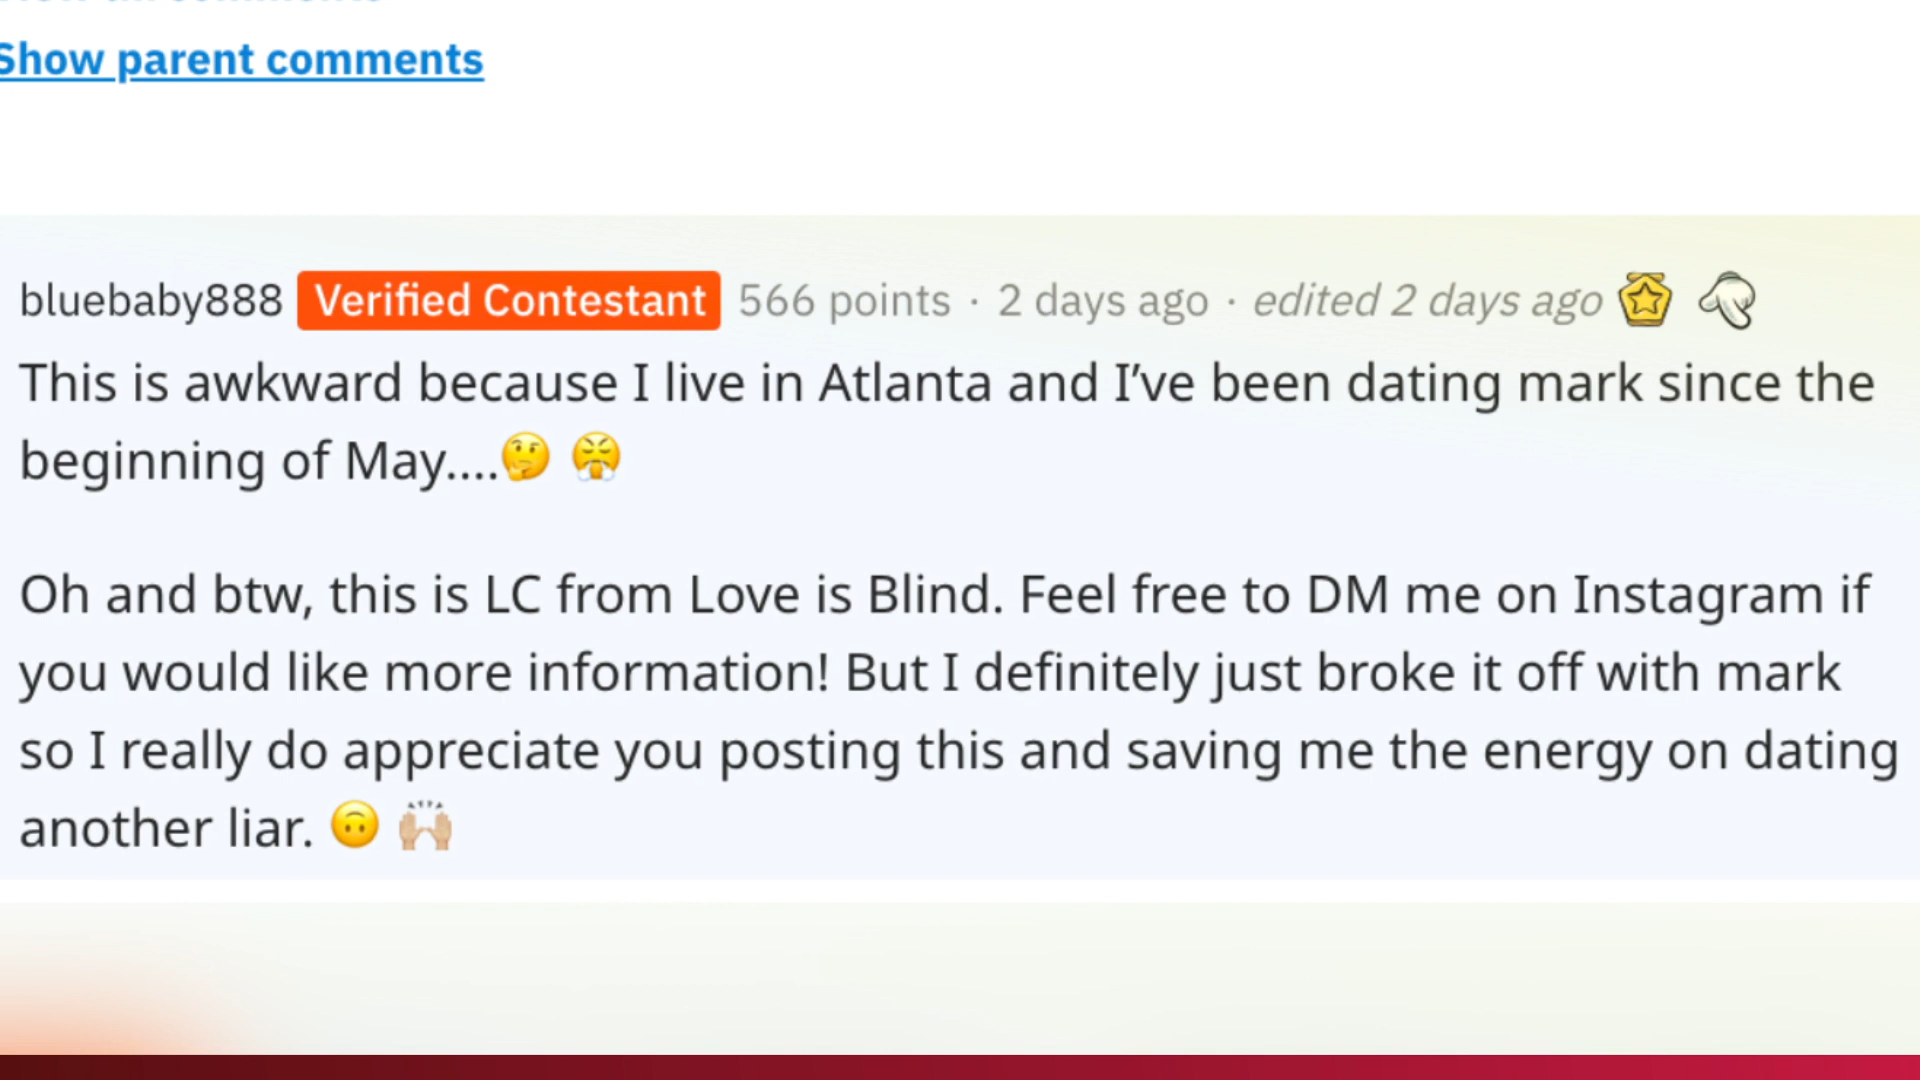 Show parent comments
bluebaby888 Verified Contestant 566 points · 2 days ago · edited 2 days ago
This is awkward because I live in Atlanta and I’ve been dating mark since the
beginning of May....🤔 😤
Oh and btw, this is LC from Love is Blind. Feel free to DM me on Instagram if
you would like more information! But I definitely just broke it off with mark
so I really do appreciate you posting this and saving me the energy on dating
another liar. 🙃 🙌🏼